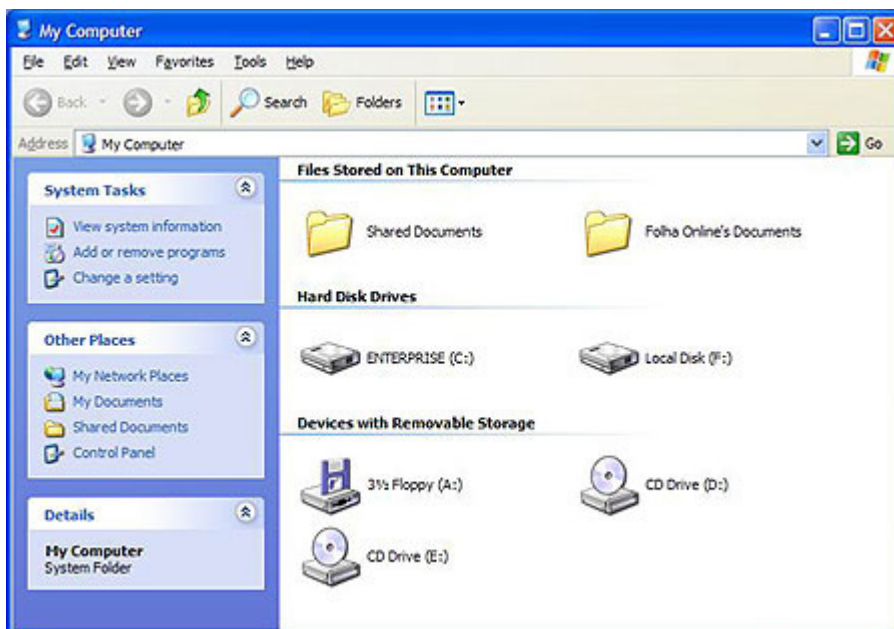 My Computer
File Edit View Favorites Tools Help
Back Search Folders
Address My Computer Go
System Tasks
View system information
Add or remove programs
Change a setting
Other Places
My Network Places
My Documents
Shared Documents
Control Panel
Details
My Computer
System Folder
Files Stored on This Computer
Shared Documents Folha Online's Documents
Hard Disk Drives
ENTERPRISE (C:) Local Disk (F:)
Devices with Removable Storage
3½ Floppy (A:) CD Drive (D:)
CD Drive (E:)